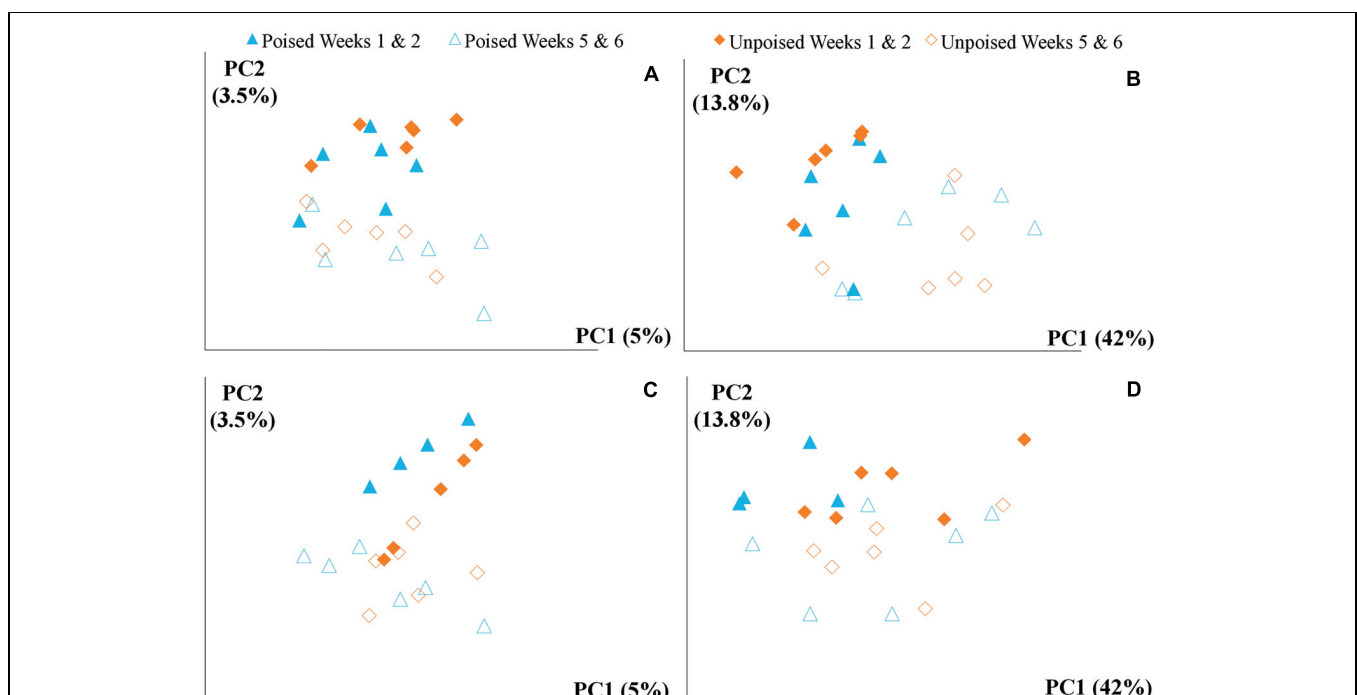 Poised Weeks 1 & 2 Poised Weeks 5 & 6 Unpoised Weeks 1 & 2 Unpoised Weeks 5 & 6
A
PC2
(3.5%)
PC1 (5%)
B
PC2
(13.8%)
PC1 (42%)
C
PC2
(3.5%)
PC1 (5%)
D
PC2
(13.8%)
PC1 (42%)